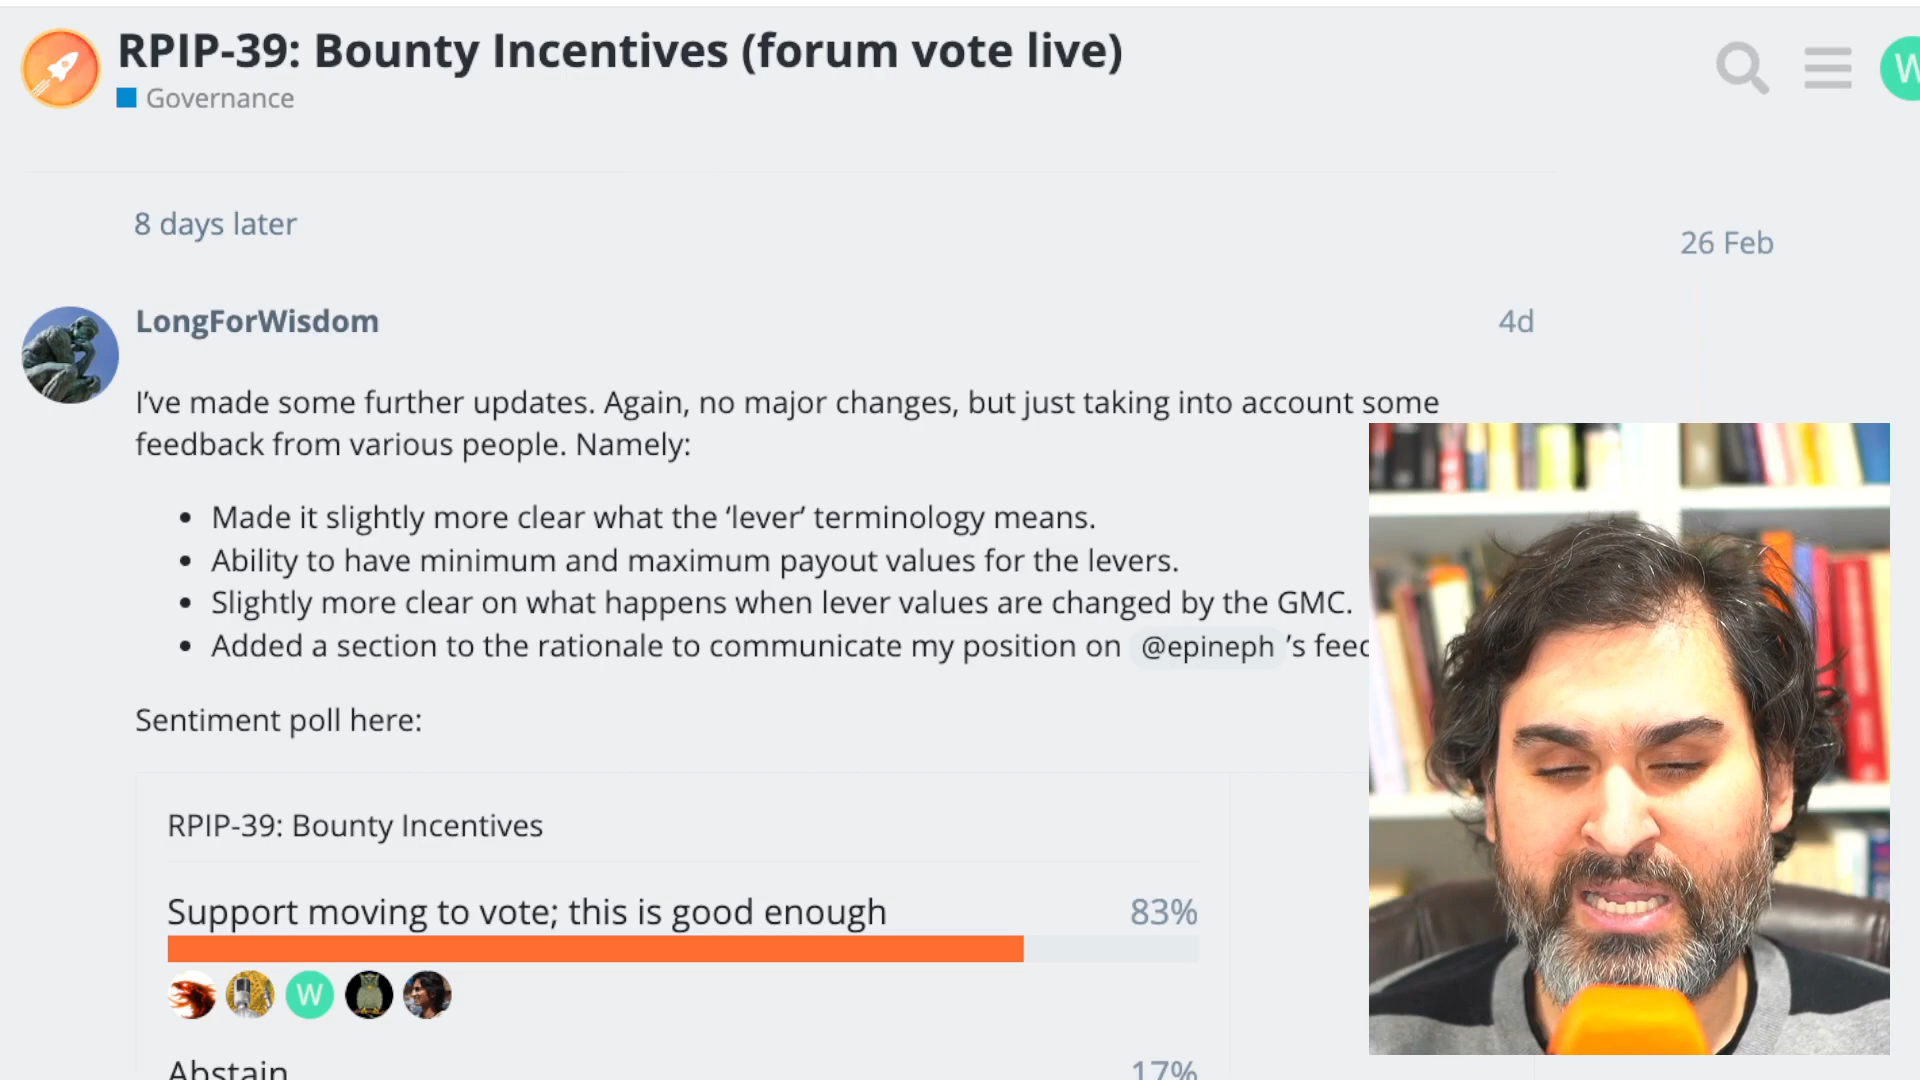 RPIP-39: Bounty Incentives (forum vote live)
Governance
W
8 days later
26 Feb
LongForWisdom
4d
I've made some further updates. Again, no major changes, but just taking into account some
feedback from various people. Namely:
• Made it slightly more clear what the ‘lever’ terminology means.
• Ability to have minimum and maximum payout values for the levers.
• Slightly more clear on what happens when lever values are changed by the GMC.
• Added a section to the rationale to communicate my position on @epineph 's feed
Sentiment poll here:
RPIP-39: Bounty Incentives
Support moving to vote; this is good enough
83%
W
Abstain
17%